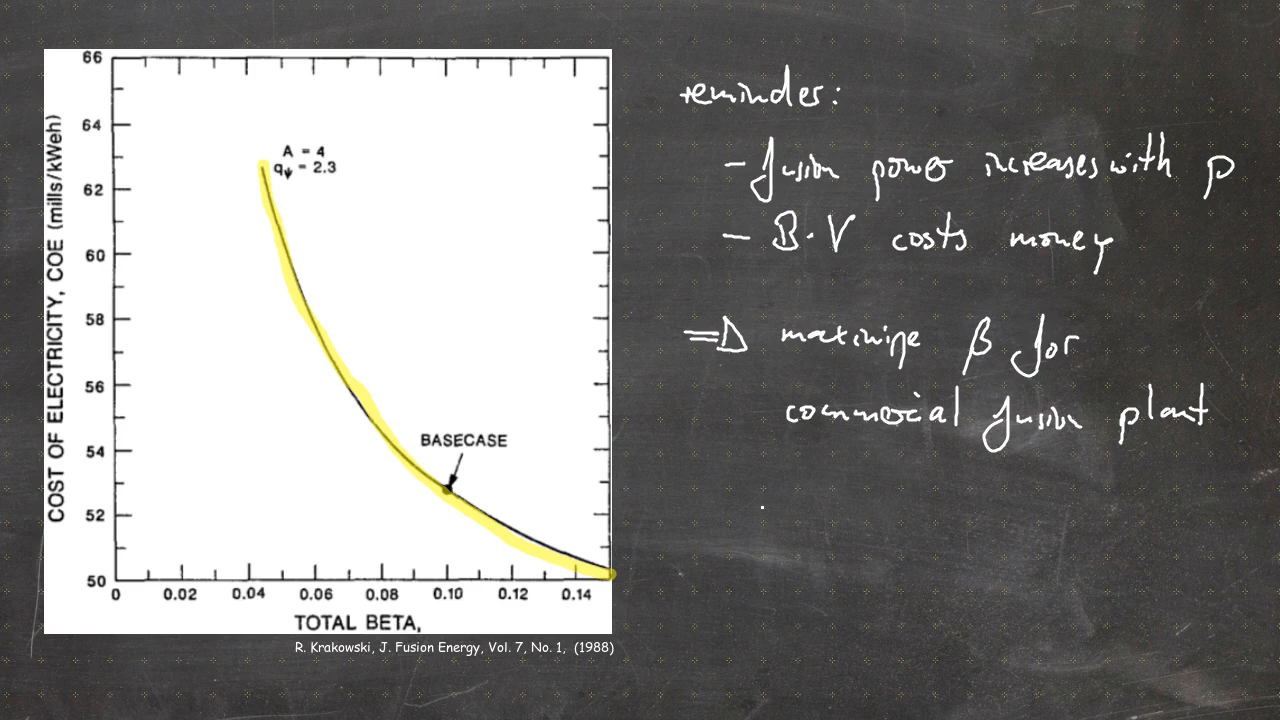 66
64
62
60
58
56
54
52
50
COST OF ELECTRICITY, COE (mills/kWeh)
A = 4
qψ = 2.3
BASECASE
0 0.02 0.04 0.06 0.08 0.10 0.12 0.14
TOTAL BETA,
R. Krakowski, J. Fusion Energy, Vol. 7, No. 1, (1988)
reminder:
- fusion power increases with p
- B·V costs money
=> maximize β for
commercial fusion plant